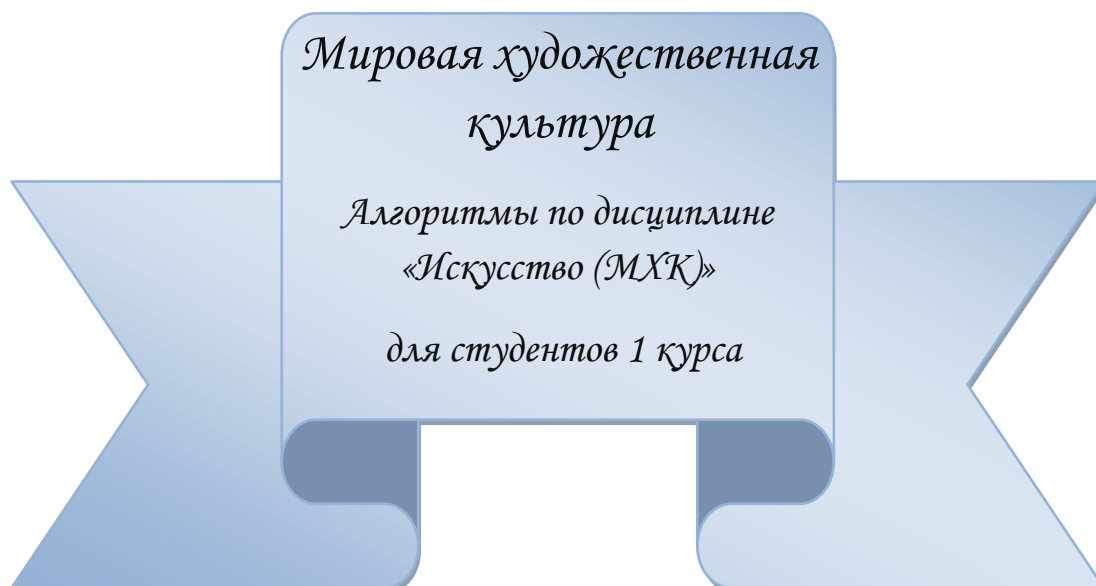 Мировая художественная
культура
Алгоритмы по дисциплине
«Искусство (МХК)»
для студентов 1 курса